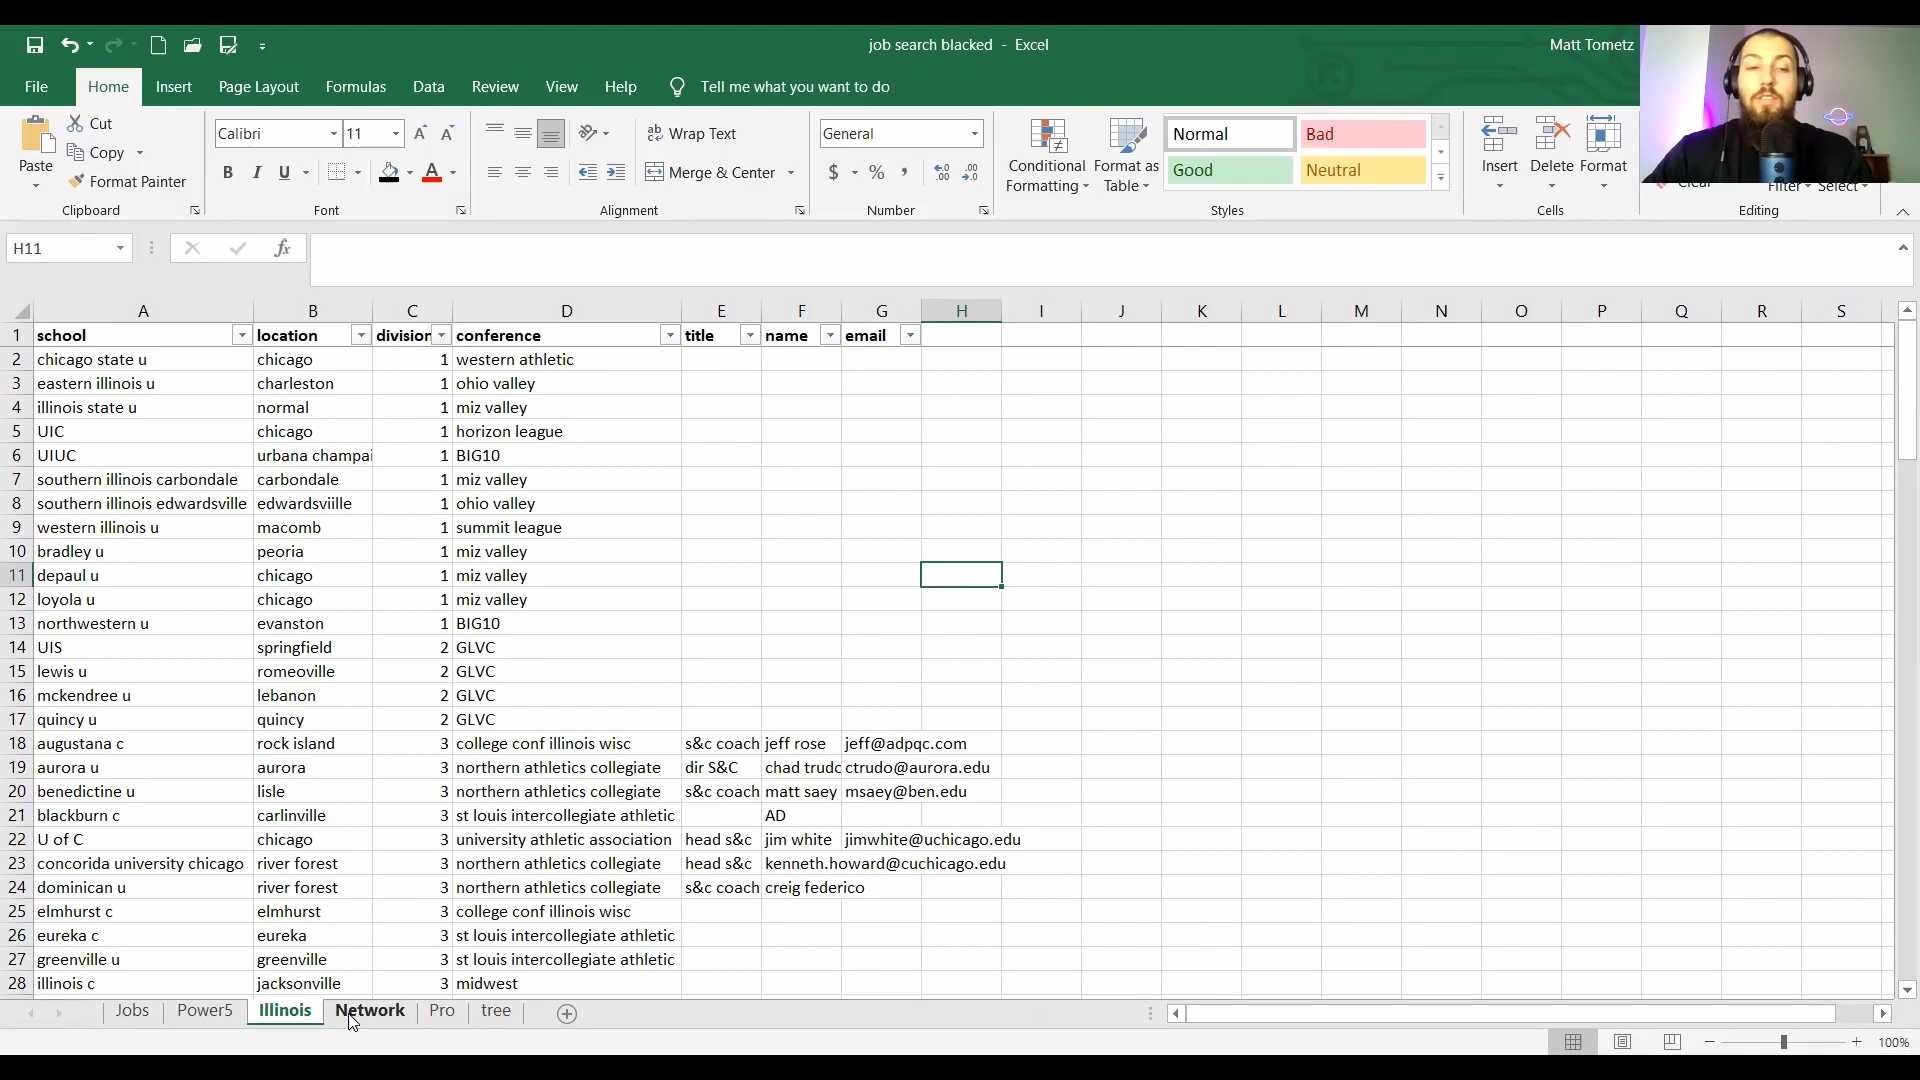 job search blacked - Excel
Matt Tometz
File Home Insert Page Layout Formulas Data Review View Help Tell me what you want to do
Paste
Cut
Copy
Format Painter
Clipboard
Calibri 11
B I U A
Font
Wrap Text
Merge & Center
Alignment
General
$ % ,
Number
Conditional Formatting
Format as Table
Normal Bad
Good Neutral
Styles
Insert Delete Format
Cells
Clear
Filter Select
Editing
H11 fx
A B C D E F G H I J K L M N O P Q R S
1 school location division conference title name email
2 chicago state u chicago 1 western athletic
3 eastern illinois u charleston 1 ohio valley
4 illinois state u normal 1 miz valley
5 UIC chicago 1 horizon league
6 UIUC urbana champai 1 BIG10
7 southern illinois carbondale carbondale 1 miz valley
8 southern illinois edwardsville edwardsviille 1 ohio valley
9 western illinois u macomb 1 summit league
10 bradley u peoria 1 miz valley
11 depaul u chicago 1 miz valley
12 loyola u chicago 1 miz valley
13 northwestern u evanston 1 BIG10
14 UIS springfield 2 GLVC
15 lewis u romeoville 2 GLVC
16 mckendree u lebanon 2 GLVC
17 quincy u quincy 2 GLVC
18 augustana c rock island 3 college conf illinois wisc s&c coach jeff rose jeff@adpqc.com
19 aurora u aurora 3 northern athletics collegiate dir S&C chad trudo ctrudo@aurora.edu
20 benedictine u lisle 3 northern athletics collegiate s&c coach matt saey msaey@ben.edu
21 blackburn c carlinville 3 st louis intercollegiate athletic AD
22 U of C chicago 3 university athletic association head s&c jim white jimwhite@uchicago.edu
23 concorida university chicago river forest 3 northern athletics collegiate head s&c kenneth.howard@cuchicago.edu
24 dominican u river forest 3 northern athletics collegiate s&c coach creig federico
25 elmhurst c elmhurst 3 college conf illinois wisc
26 eureka c eureka 3 st louis intercollegiate athletic
27 greenville u greenville 3 st louis intercollegiate athletic
28 illinois c jacksonville 3 midwest
Jobs Power5 Illinois Network Pro tree
100%